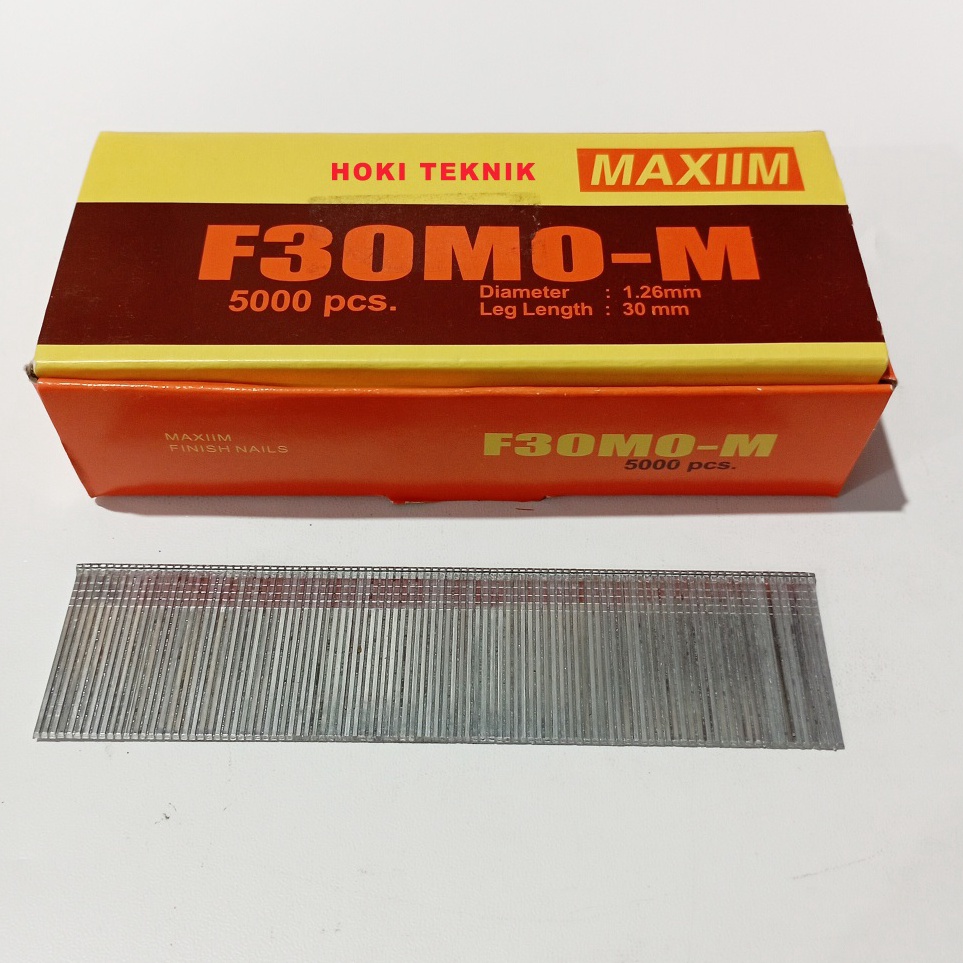 HOKI TEKNIK
MAXIIM
F30MO-M
5000 pcs.
Diameter : 1.26mm
Leg Length : 30 mm
MAXIIM
FINISH NAILS
F30MO-M
5000 pcs.